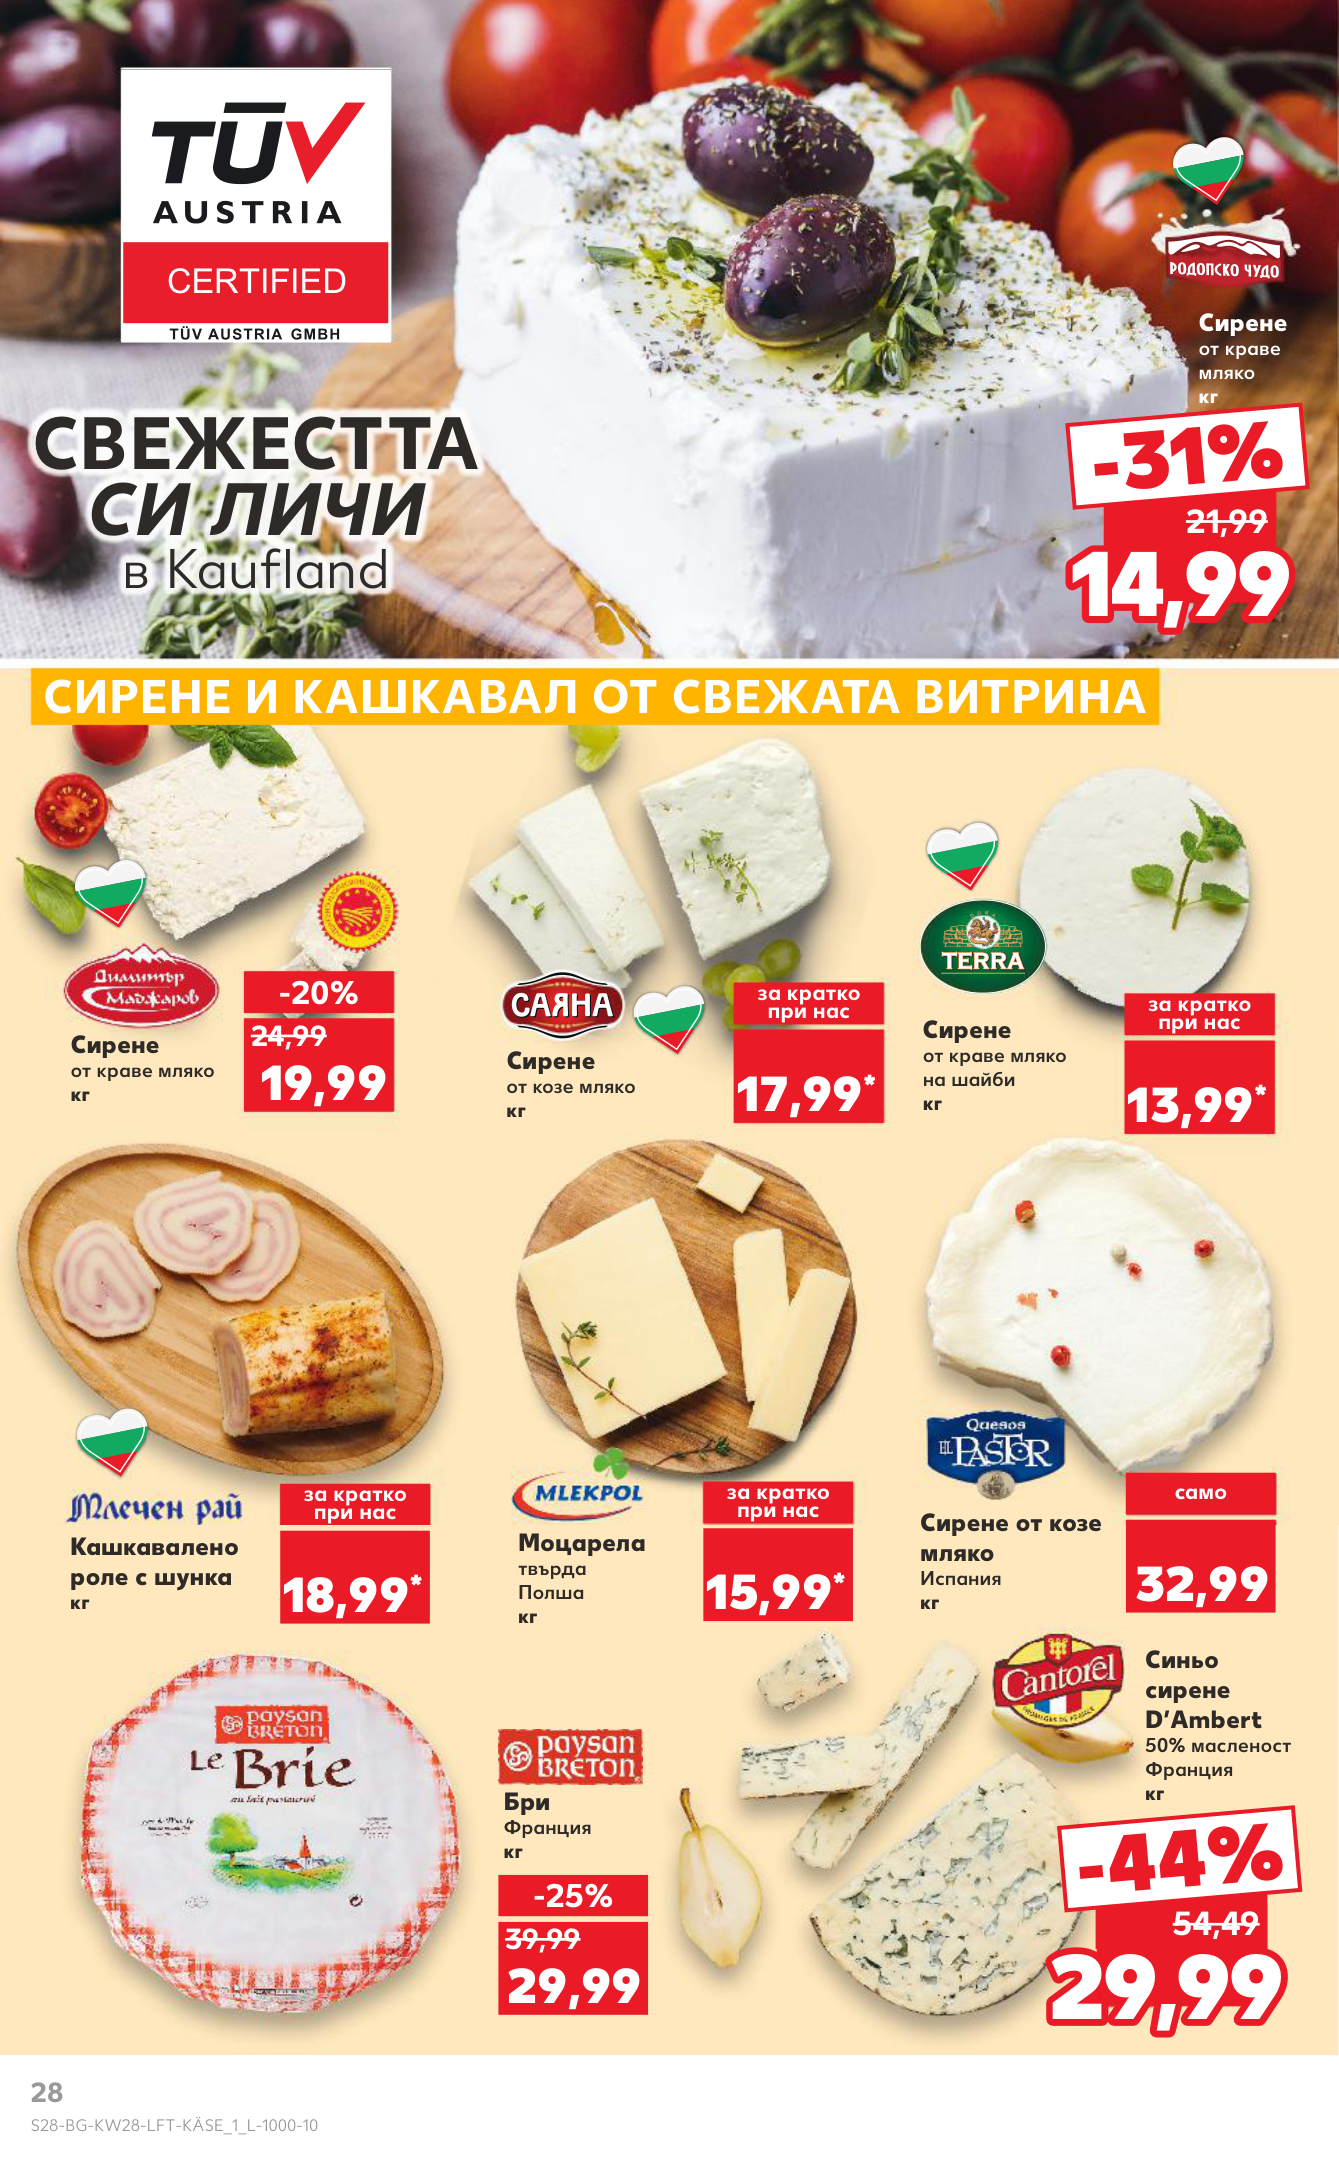 TÜV
AUSTRIA
CERTIFIED
TÜV AUSTRIA GMBH
СВЕЖЕСТТА
СИ ЛИЧИ
в Kaufland
РОДОПСКО ЧУДО
Сирене
от краве
мляко
кг
-31%
21,99
14,99
СИРЕНЕ И КАШКАВАЛ ОТ СВЕЖАТА ВИТРИНА
Димитър
Маджаров
Сирене
от краве мляко
кг
-20%
24,99
19,99
САЯНА
Сирене
от козе мляко
кг
за кратко
при нас
17,99*
TERRA
Сирене
от краве мляко
на шайби
кг
за кратко
при нас
13,99*
Млечен рай
Кашкавалено
роле с шунка
кг
за кратко
при нас
18,99*
MLEKPOL
Моцарела
твърда
Полша
кг
за кратко
при нас
15,99*
Quesos
EL PASTOR
Сирене от козе
мляко
Испания
кг
само
32,99
paysan
BRETON
Le Brie
au lait pasteurisé
paysan
BRETON
Бри
Франция
кг
-25%
39,99
29,99
Cantorel
FROMAGES DE FRANCE
Синьо
сирене
D'Ambert
50% масленост
Франция
кг
-44%
54,49
29,99
28
S28-BG-KW28-LFT-KÄSE_1_L-1000-10